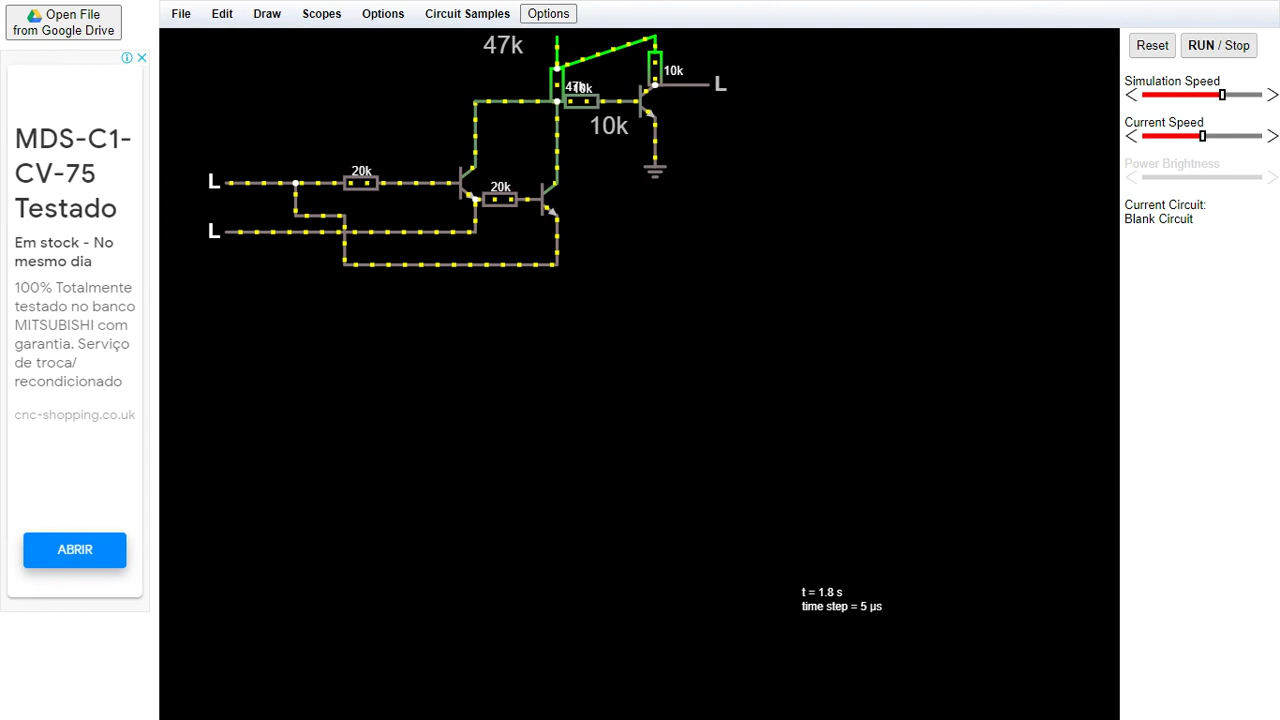 Open File
from Google Drive
File Edit Draw Scopes Options Circuit Samples Options
Reset RUN / Stop
Simulation Speed
Current Speed
Power Brightness
Current Circuit:
Blank Circuit
MDS-C1-
CV-75
Testado
Em stock - No
mesmo dia
100% Totalmente
testado no banco
MITSUBISHI com
garantia. Serviço
de troca/
recondicionado
cnc-shopping.co.uk
ABRIR
47k
10k
47k
10k
L
10k
L
20k
20k
L
t = 1.8 s
time step = 5 µs